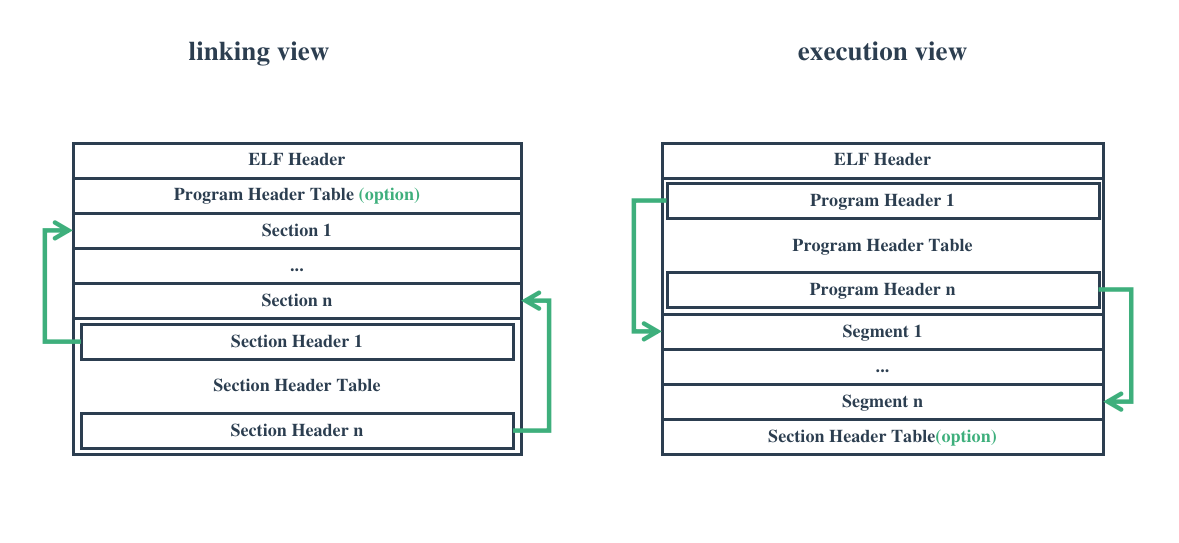 linking view
ELF Header
Program Header Table (option)
Section 1
...
Section n
Section Header 1
Section Header Table
Section Header n
execution view
ELF Header
Program Header 1
Program Header Table
Program Header n
Segment 1
...
Segment n
Section Header Table(option)